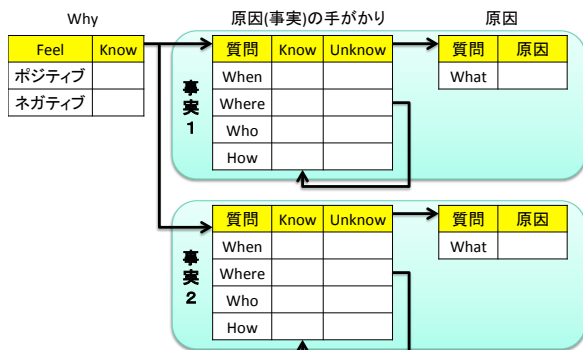 Why 原因(事実)の手がかり 原因
Feel Know
ポジティブ
ネガティブ
事実1
質問 Know Unknow
When
Where
Who
How
質問 原因
What
事実2
質問 Know Unknow
When
Where
Who
How
質問 原因
What